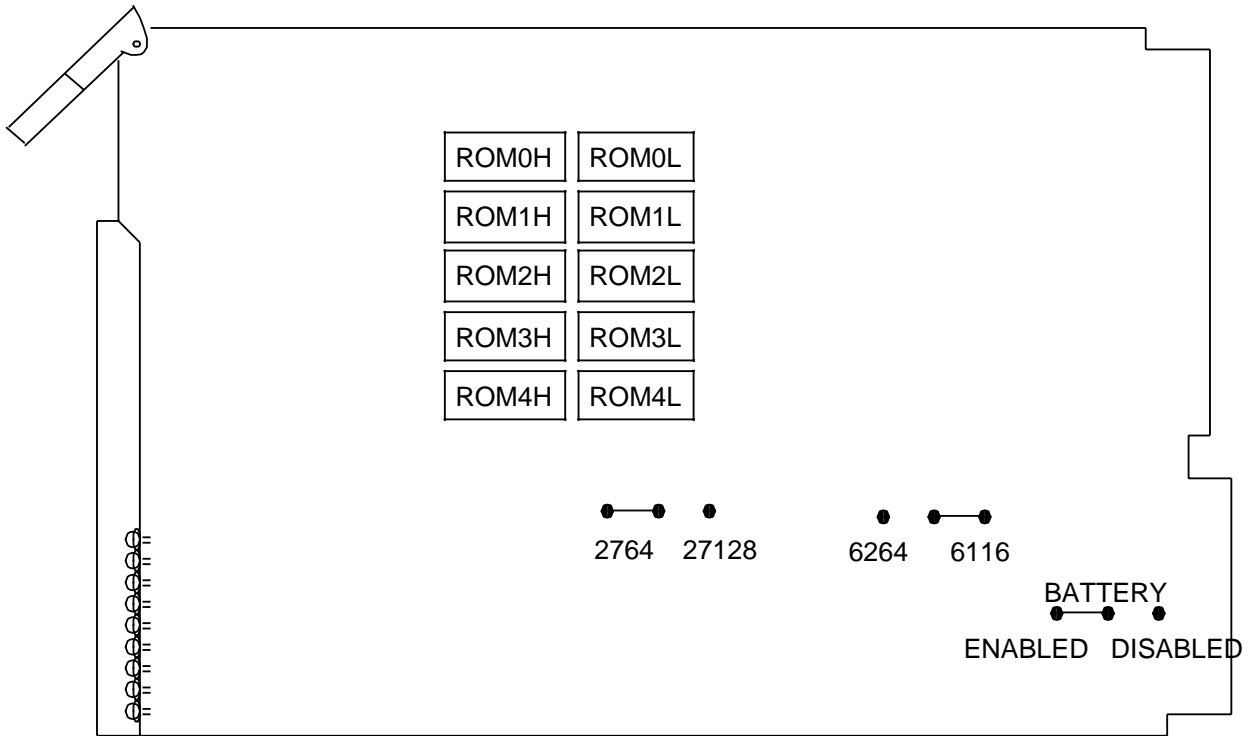 ROM0H ROM0L
ROM1H ROM1L
ROM2H ROM2L
ROM3H ROM3L
ROM4H ROM4L
2764 27128 6264 6116
BATTERY
ENABLED DISABLED